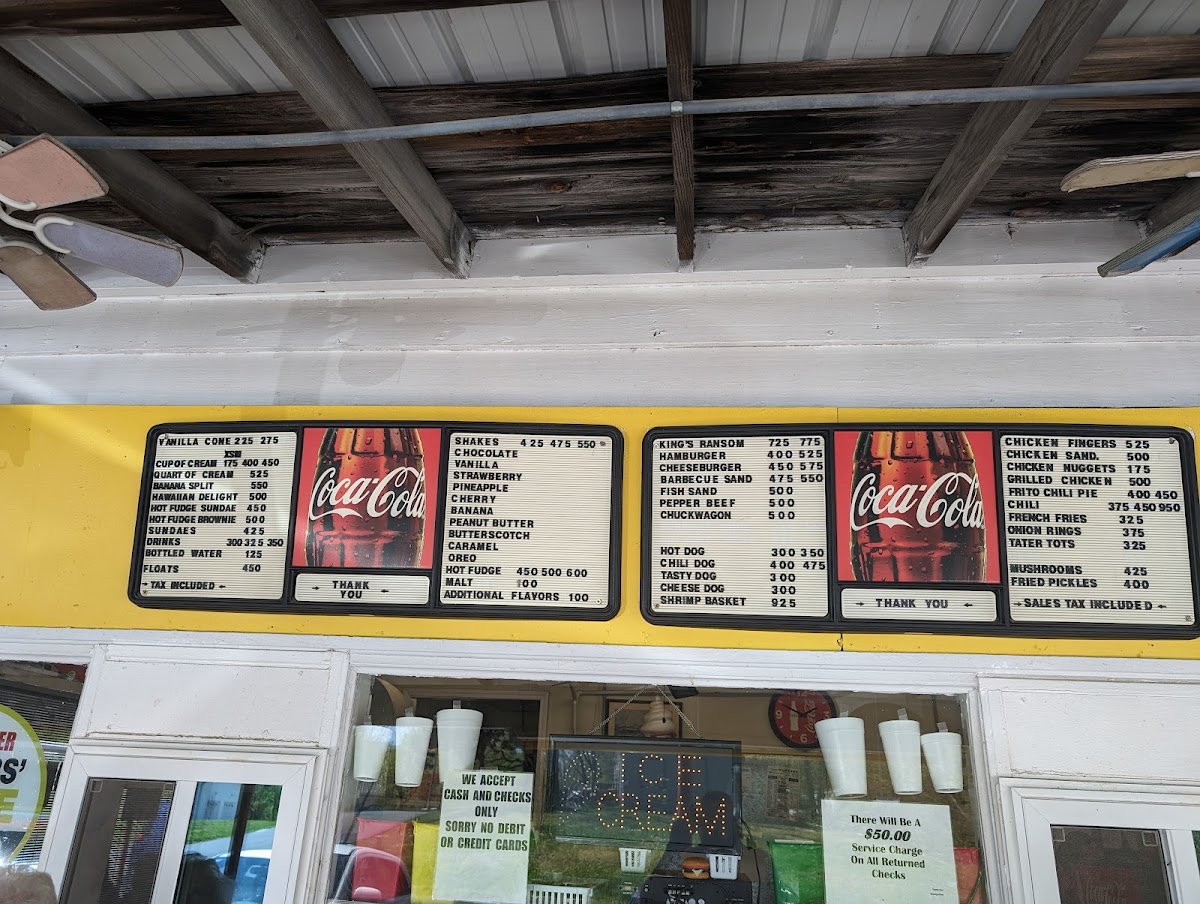 VANILLA CONE 225 275
XSM
CUP OF CREAM 175 400 450
QUART OF CREAM 525
BANANA SPLIT 550
HAWAIIAN DELIGHT 500
HOT FUDGE SUNDAE 450
HOT FUDGE BROWNIE 500
SUNDAES 425
DRINKS 300 325 350
BOTTLED WATER 125
FLOATS 450
TAX INCLUDED
Coca-Cola
THANK
YOU
SHAKES 425 475 550
CHOCOLATE
VANILLA
STRAWBERRY
PINEAPPLE
CHERRY
BANANA
PEANUT BUTTER
BUTTERSCOTCH
CARAMEL
OREO
HOT FUDGE 450 500 600
MALT 100
ADDITIONAL FLAVORS 100
KING'S RANSOM 725 775
HAMBURGER 400 525
CHEESEBURGER 450 575
BARBECUE SAND 475 550
FISH SAND 500
PEPPER BEEF 500
CHUCKWAGON 500
HOT DOG 300 350
CHILI DOG 400 475
TASTY DOG 300
CHEESE DOG 300
SHRIMP BASKET 925
Coca-Cola
THANK YOU
CHICKEN FINGERS 525
CHICKEN SAND. 500
CHICKEN NUGGETS 175
GRILLED CHICKEN 500
FRITO CHILI PIE 400 450
CHILI 375 450 950
FRENCH FRIES 325
ONION RINGS 375
TATER TOTS 325
MUSHROOMS 425
FRIED PICKLES 400
SALES TAX INCLUDED
WE ACCEPT
CASH AND CHECKS
ONLY
SORRY NO DEBIT
OR CREDIT CARDS
ICE
CREAM
There Will Be A
$50.00
Service Charge
On All Returned
Checks